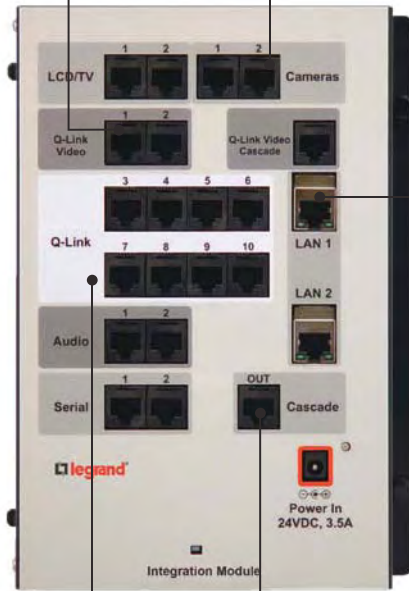 1 2 1 2
LCD/TV Cameras
1 2
Q-Link
Video
Q-Link Video
Cascade
3 4 5 6
Q-Link
LAN 1
7 8 9 10
LAN 2
1 2
Audio
1 2 OUT
Serial Cascade
legrand
Power In
24VDC, 3.5A
Integration Module